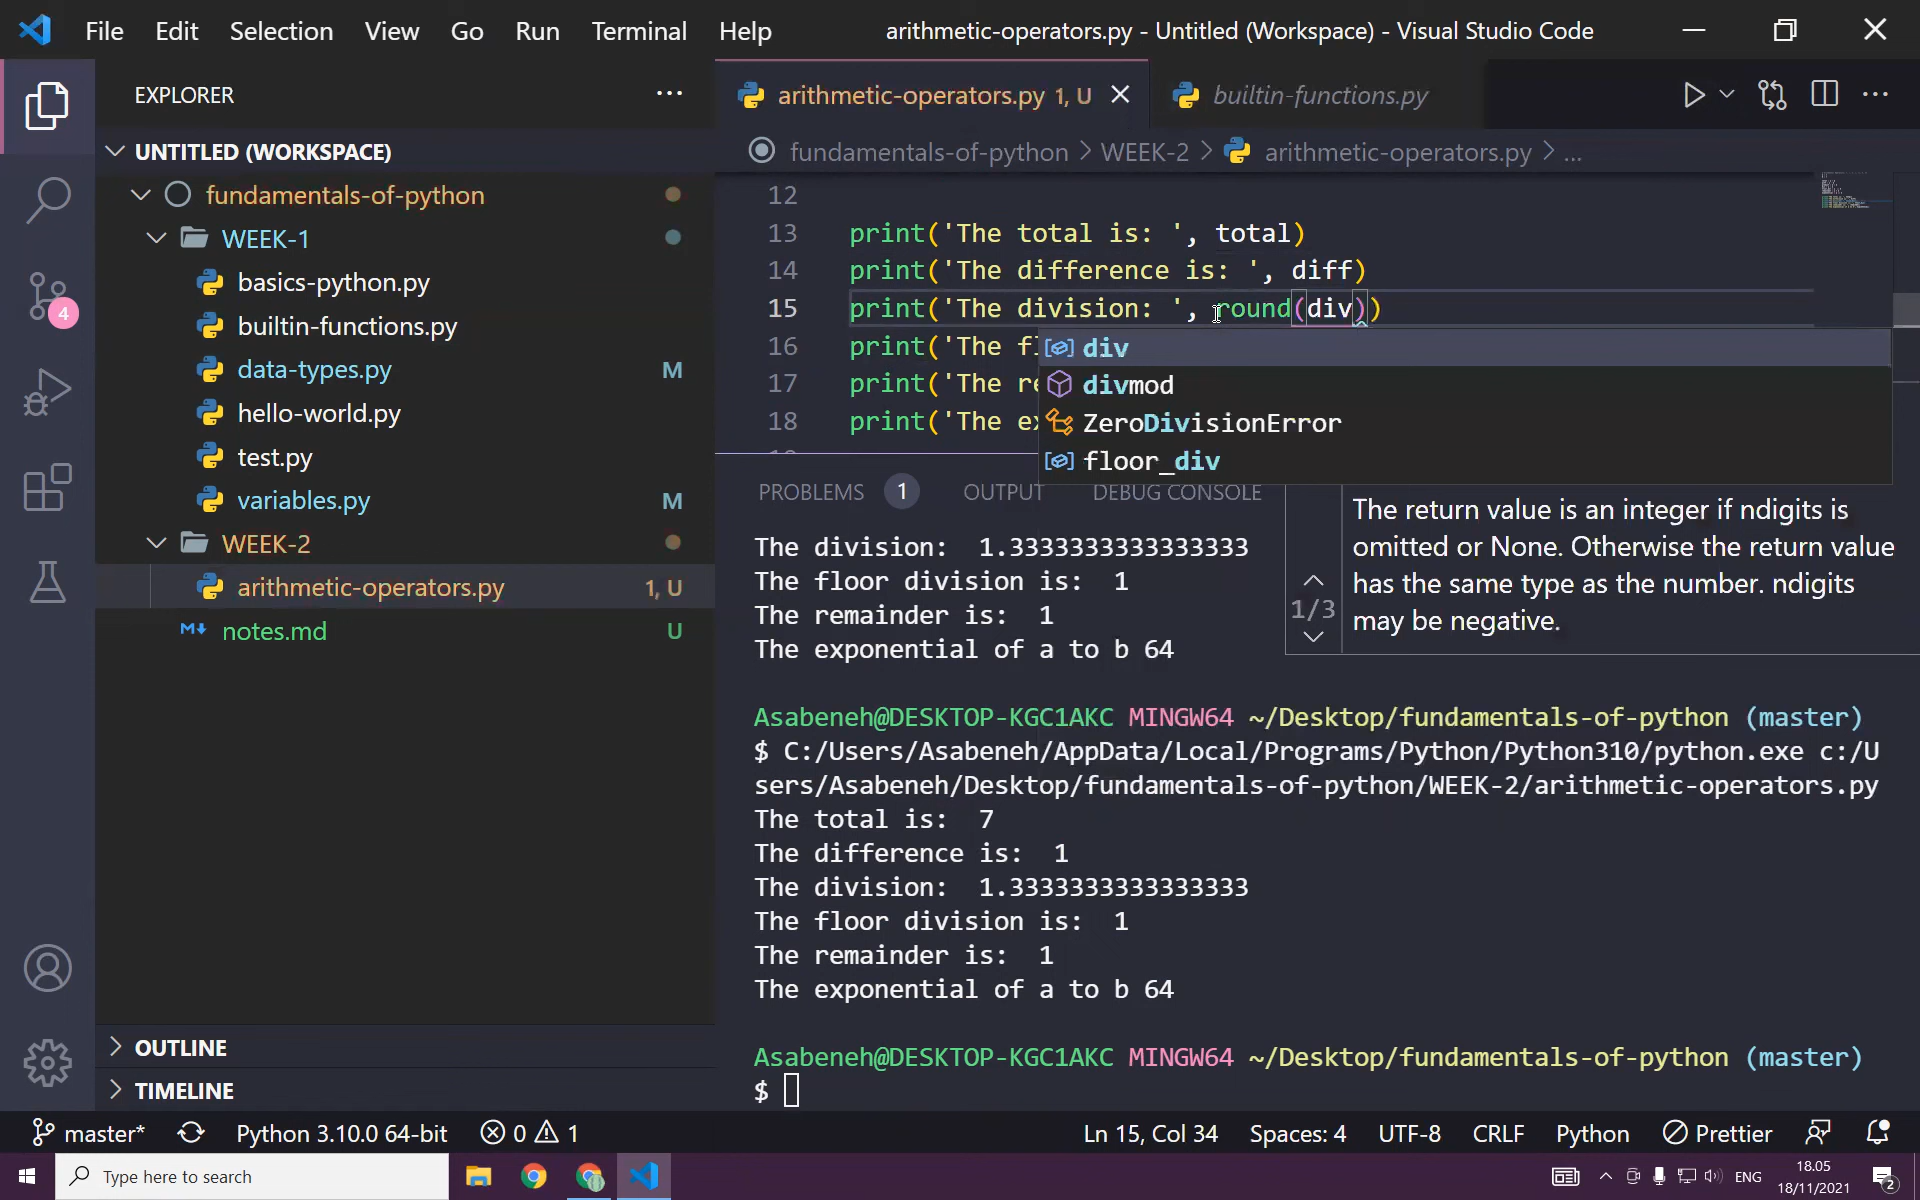 File Edit Selection View Go Run Terminal Help arithmetic-operators.py - Untitled (Workspace) - Visual Studio Code
EXPLORER ...
UNTITLED (WORKSPACE)
fundamentals-of-python
WEEK-1
basics-python.py
builtin-functions.py
data-types.py M
hello-world.py
test.py
variables.py M
WEEK-2
arithmetic-operators.py 1, U
notes.md U
OUTLINE
TIMELINE
4
arithmetic-operators.py 1, U builtin-functions.py
fundamentals-of-python > WEEK-2 > arithmetic-operators.py > ...
12
13 print('The total is: ', total)
14 print('The difference is: ', diff)
15 print('The division: ', round(div))
16 print('The fl
17 print('The re
18 print('The ex
div
divmod
ZeroDivisionError
floor_div
PROBLEMS 1 OUTPUT DEBUG CONSOLE
1/3
The return value is an integer if ndigits is
omitted or None. Otherwise the return value
has the same type as the number. ndigits
may be negative.
The division:  1.3333333333333333
The floor division is:  1
The remainder is:  1
The exponential of a to b 64
Asabeneh@DESKTOP-KGC1AKC MINGW64 ~/Desktop/fundamentals-of-python (master)
$ C:/Users/Asabeneh/AppData/Local/Programs/Python/Python310/python.exe c:/U
sers/Asabeneh/Desktop/fundamentals-of-python/WEEK-2/arithmetic-operators.py
The total is:  7
The difference is:  1
The division:  1.3333333333333333
The floor division is:  1
The remainder is:  1
The exponential of a to b 64
Asabeneh@DESKTOP-KGC1AKC MINGW64 ~/Desktop/fundamentals-of-python (master)
$
master* Python 3.10.0 64-bit 0 1 Ln 15, Col 34 Spaces: 4 UTF-8 CRLF Python Prettier
Type here to search ENG 18.05
18/11/2021 2